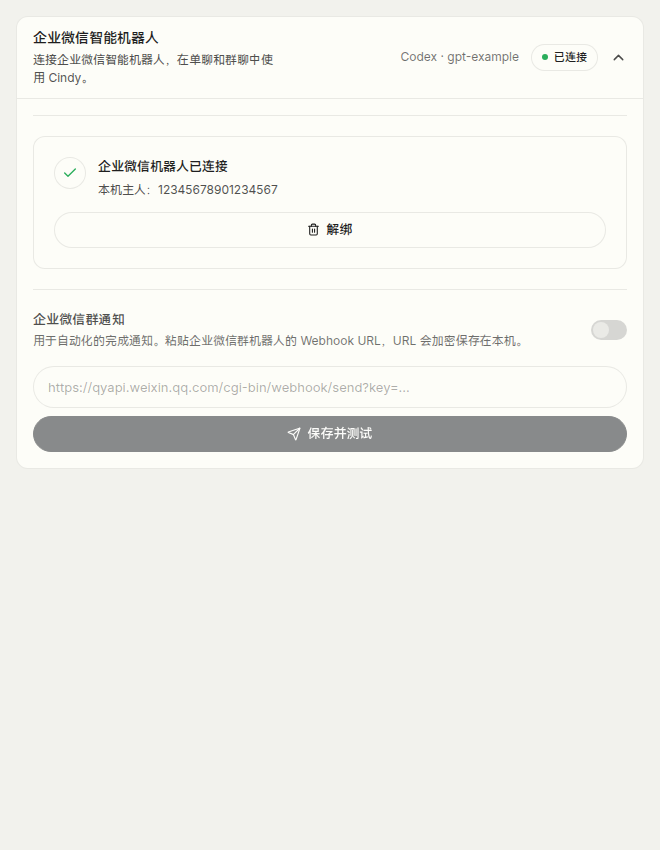 企业微信智能机器人
连接企业微信智能机器人，在单聊和群聊中使
用 Cindy。
Codex · gpt-example
已连接
企业微信机器人已连接
本机主人：12345678901234567
解绑
企业微信群通知
用于自动化的完成通知。粘贴企业微信群机器人的 Webhook URL，URL 会加密保存在本机。
https://qyapi.weixin.qq.com/cgi-bin/webhook/send?key=...
保存并测试